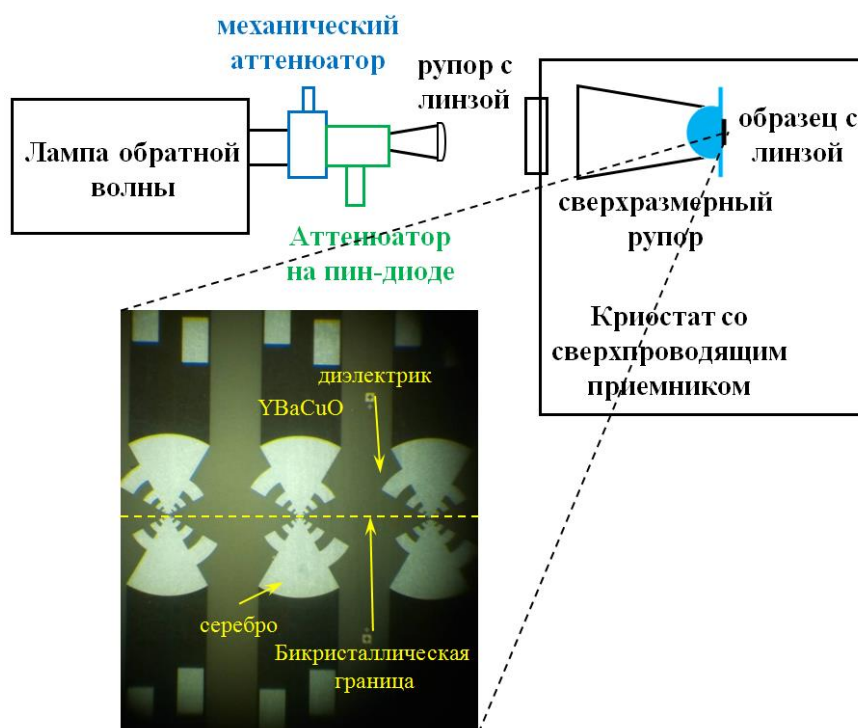 механический
аттенюатор
рупор с
линзой
Лампа обратной
волны
образец с
линзой
сверхразмерный
рупор
Аттенюатор
на пин-диоде
Криостат со
сверхпроводящим
приемником
диэлектрик
YBaCuO
серебро
Бикристаллическая
граница